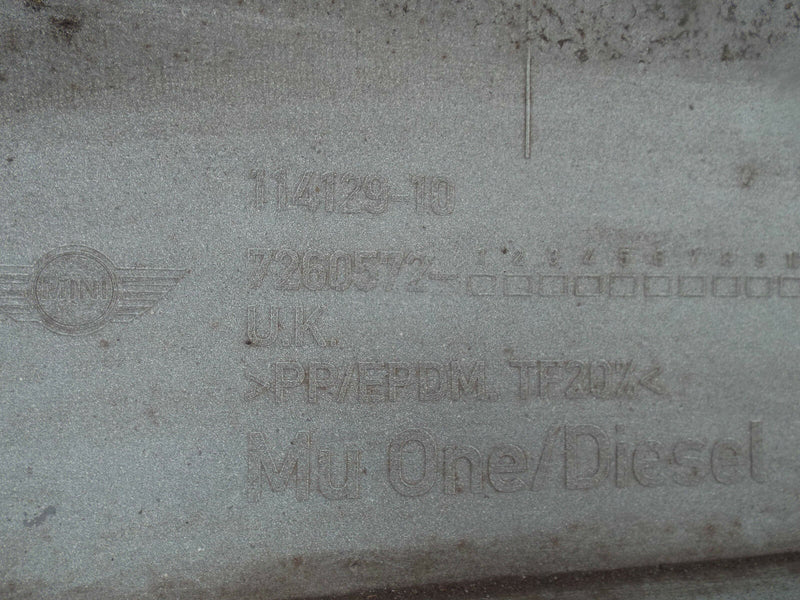 114129-10
1 2 3 4 5 6 7 8 9
7260572-
MINI
U.K.
>PP/EPDM. TF20%<
Mu One/Diesel